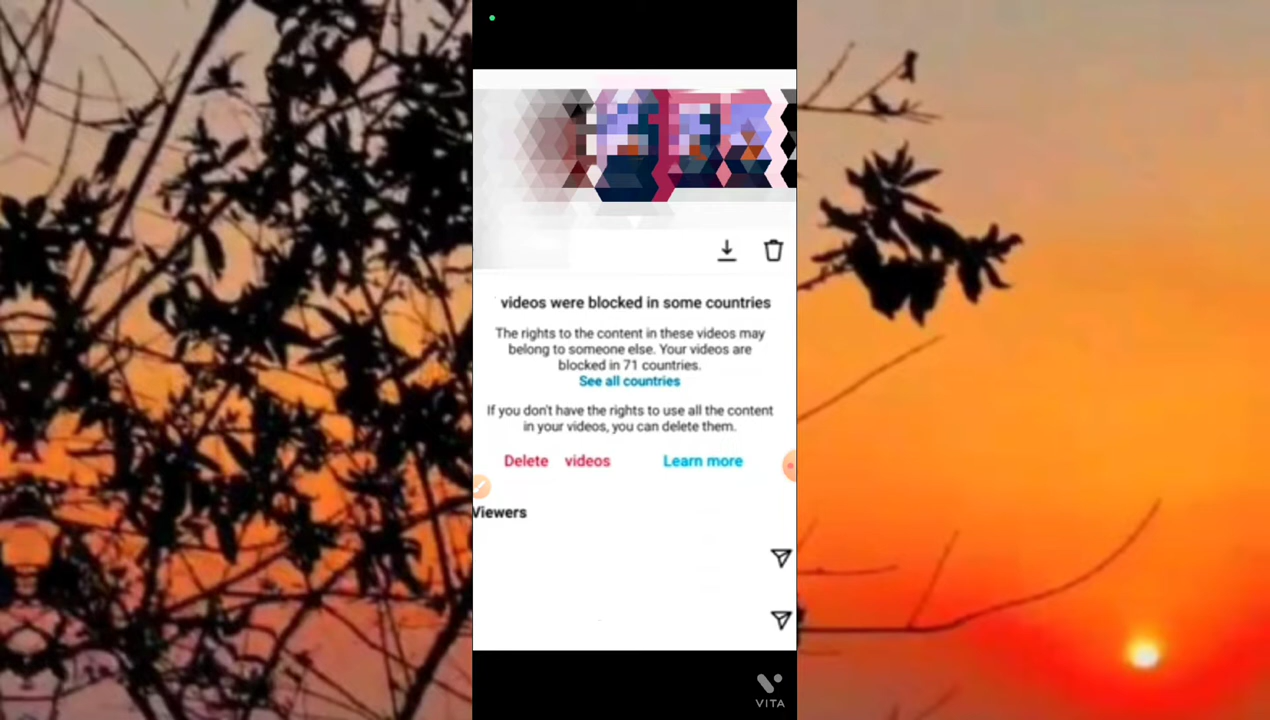 videos were blocked in some countries
The rights to the content in these videos may
belong to someone else. Your videos are
blocked in 71 countries.
See all countries
If you don't have the rights to use all the content
in your videos, you can delete them.
Delete videos
Learn more
Viewers
VITA